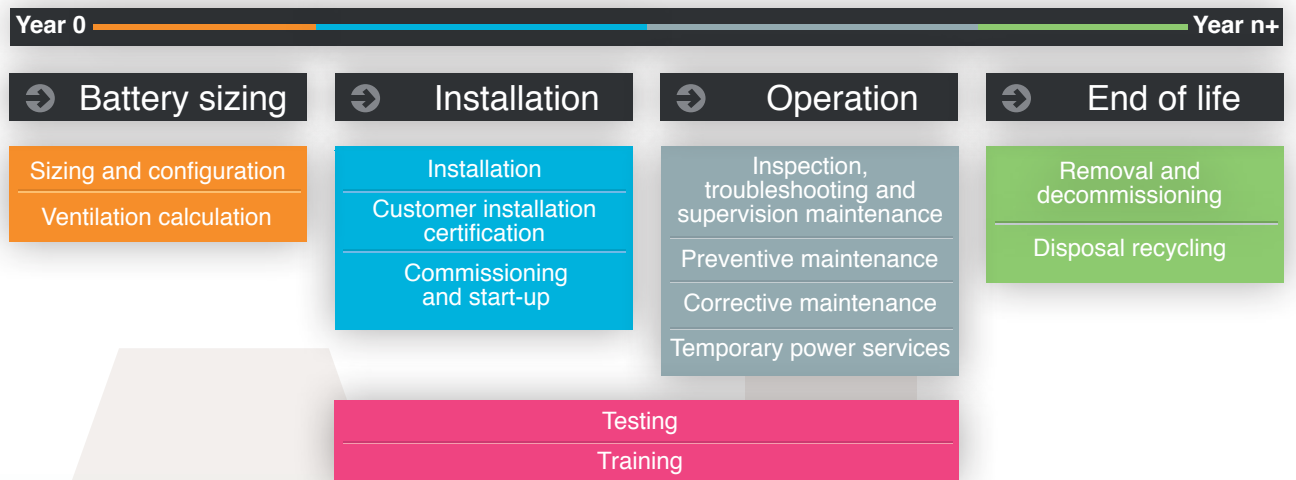 Year 0
Year n+
Battery sizing
Sizing and configuration
Ventilation calculation
Installation
Installation
Customer installation
certification
Commissioning
and start-up
Operation
Inspection,
troubleshooting and
supervision maintenance
Preventive maintenance
Corrective maintenance
Temporary power services
End of life
Removal and
decommissioning
Disposal recycling
Testing
Training